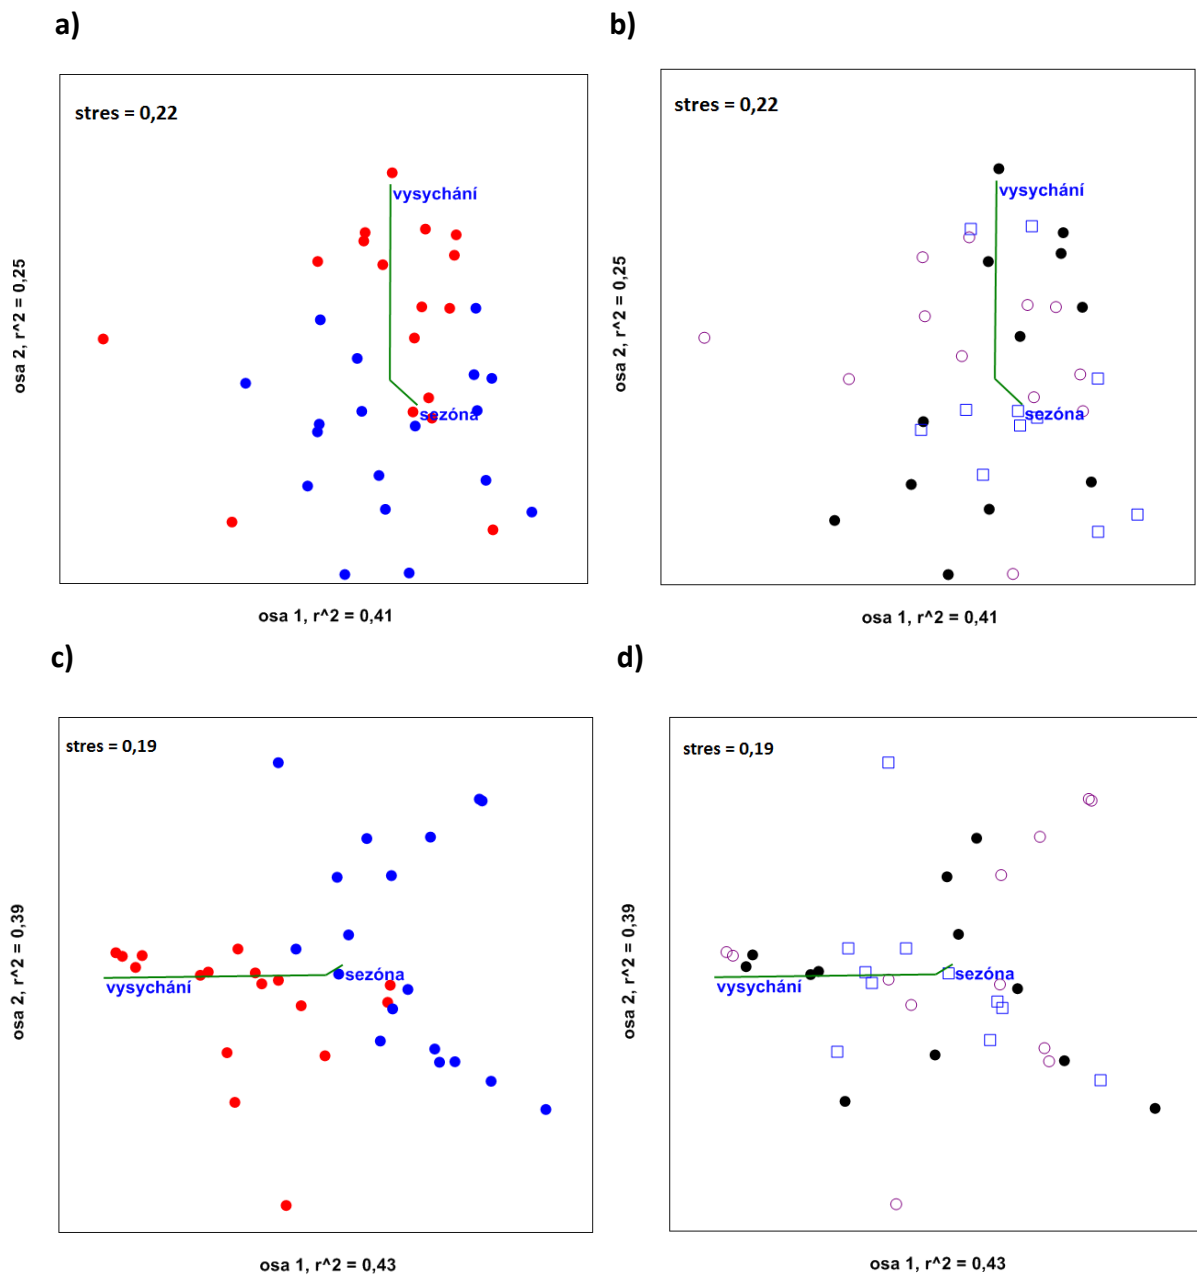 a)
stres = 0,22
vysychání
sezóna
osa 2, r^2 = 0,25
osa 1, r^2 = 0,41
b)
stres = 0,22
vysychání
sezóna
osa 2, r^2 = 0,25
osa 1, r^2 = 0,41
c)
stres = 0,19
sezóna
vysychání
osa 2, r^2 = 0,39
osa 1, r^2 = 0,43
d)
stres = 0,19
sezóna
vysychání
osa 2, r^2 = 0,39
osa 1, r^2 = 0,43